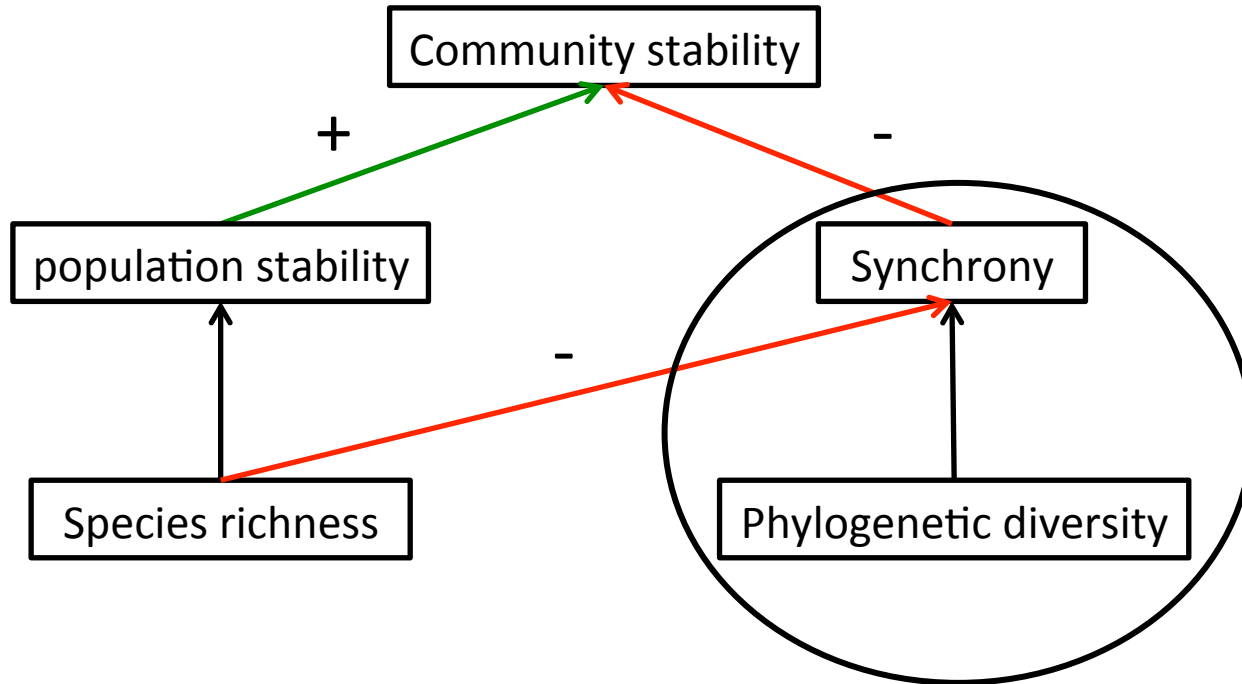 Community stability
+
-
population stability
Synchrony
-
Species richness
Phylogenetic diversity